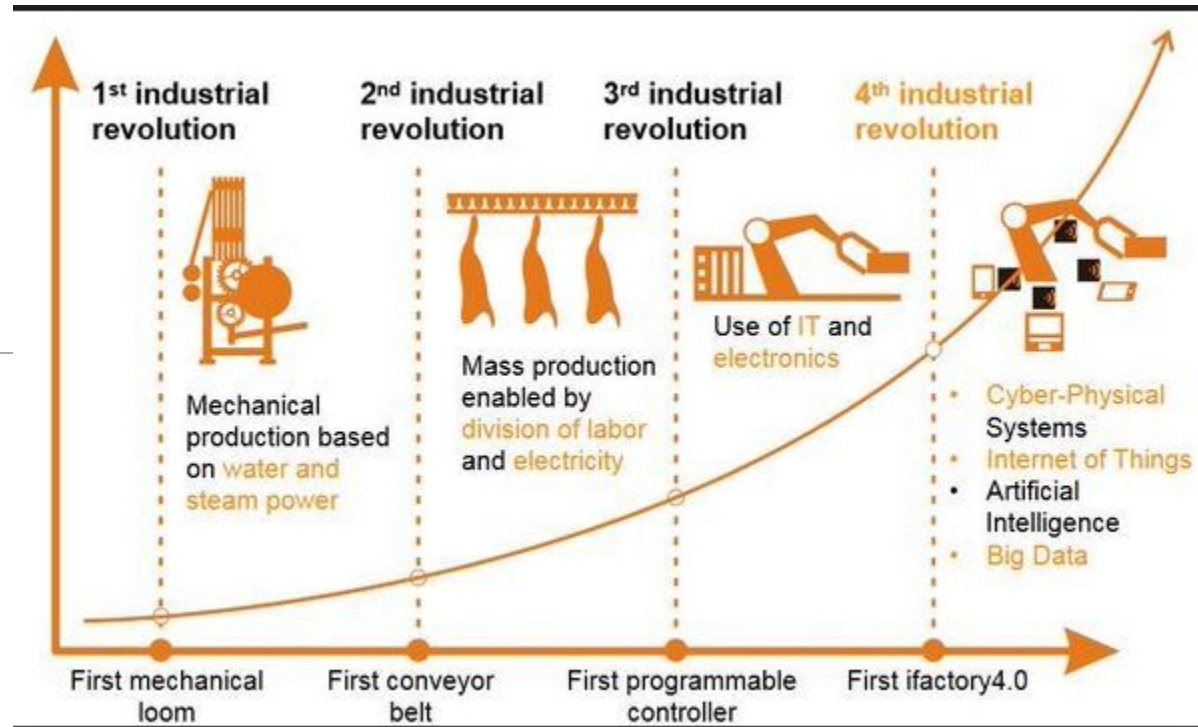 1st industrial
revolution
2nd industrial
revolution
3rd industrial
revolution
4th industrial
revolution
Mechanical
production based
on water and
steam power
Mass production
enabled by
division of labor
and electricity
Use of IT and
electronics
• Cyber-Physical
Systems
• Internet of Things
• Artificial
Intelligence
• Big Data
First mechanical
loom
First conveyor
belt
First programmable
controller
First ifactory4.0